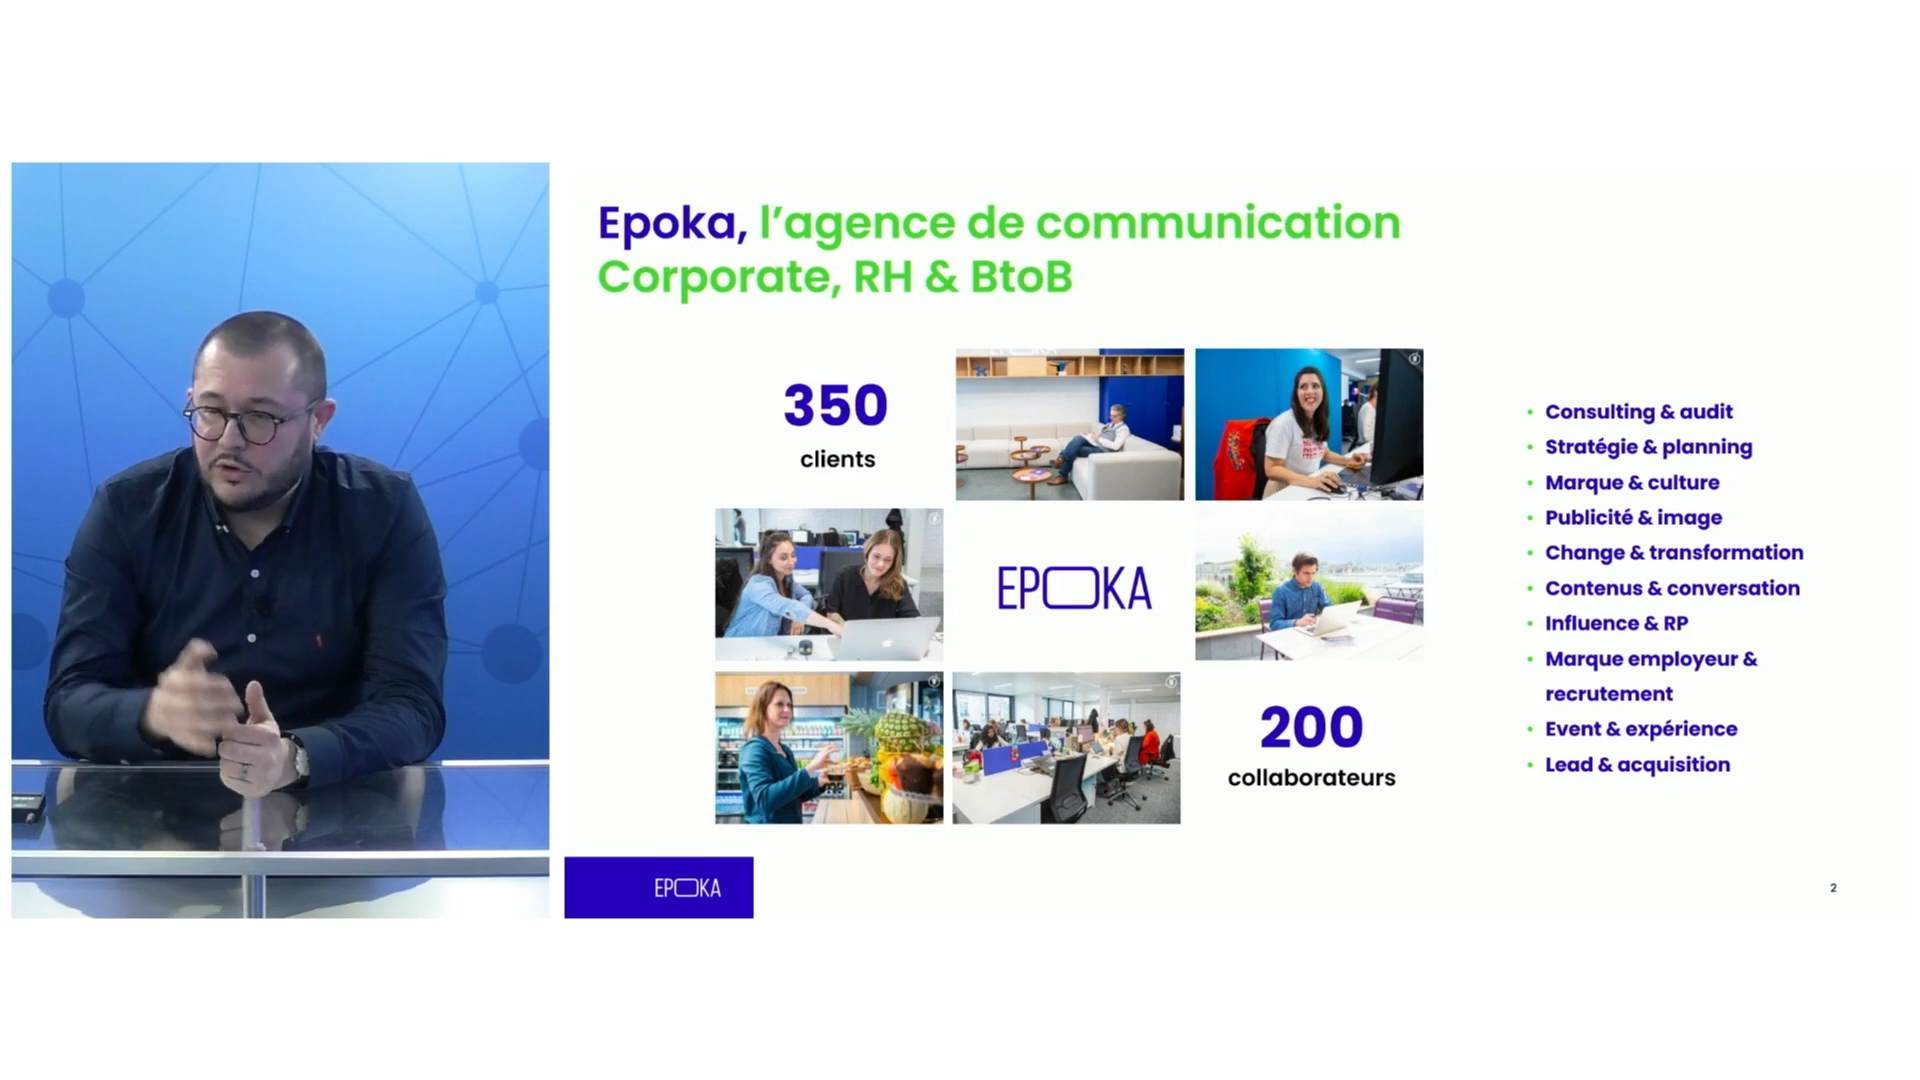 Epoka, l’agence de communication
Corporate, RH & BtoB
350
clients
EPOKA
200
collaborateurs
• Consulting & audit
• Stratégie & planning
• Marque & culture
• Publicité & image
• Change & transformation
• Contenus & conversation
• Influence & RP
• Marque employeur &
recrutement
• Event & expérience
• Lead & acquisition
EPOKA
2